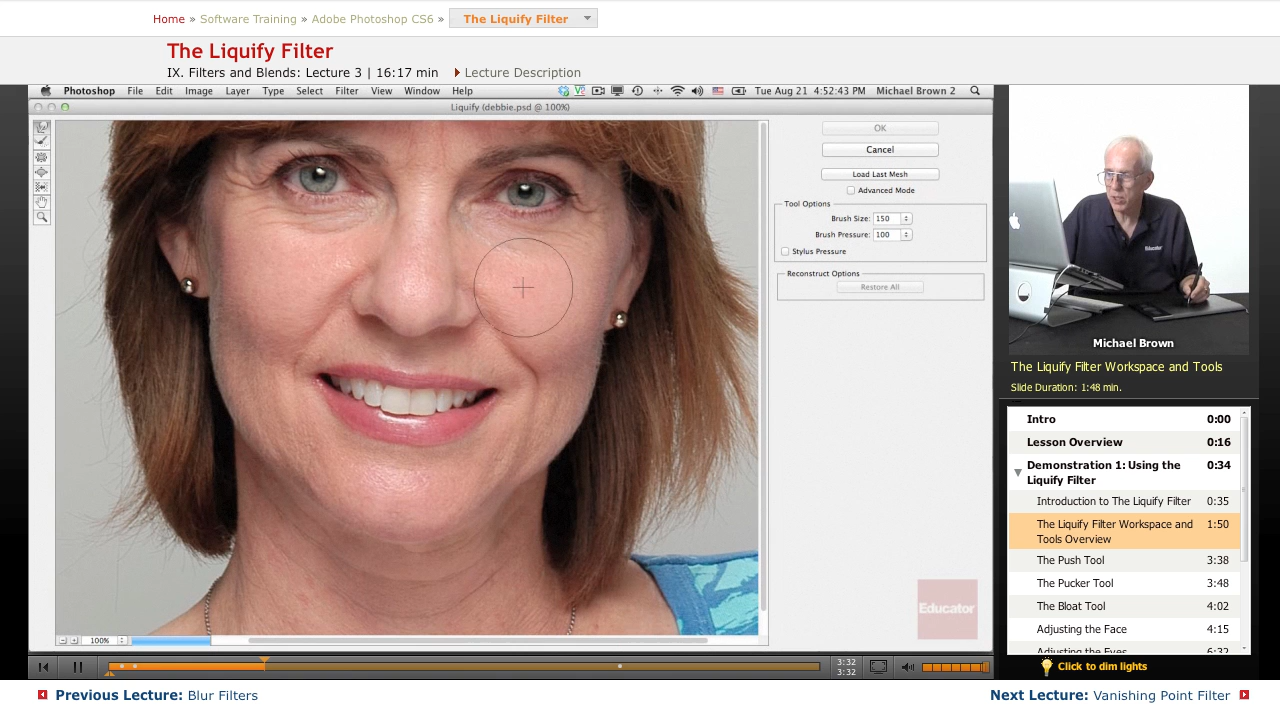 Home » Software Training » Adobe Photoshop CS6 » The Liquify Filter
The Liquify Filter
IX. Filters and Blends: Lecture 3 | 16:17 min Lecture Description
Photoshop File Edit Image Layer Type Select Filter View Window Help Tue Aug 21 4:52:43 PM Michael Brown 2
Liquify (debbie.psd @ 100%)
OK
Cancel
Load Last Mesh
Advanced Mode
Tool Options
Brush Size: 150
Brush Pressure: 100
Stylus Pressure
Reconstruct Options
Restore All
Educator
100%
3:32
3:32
Educator
Michael Brown
The Liquify Filter Workspace and Tools
Slide Duration: 1:48 min.
Intro 0:00
Lesson Overview 0:16
Demonstration 1: Using the 0:34
Liquify Filter
Introduction to The Liquify Filter 0:35
The Liquify Filter Workspace and 1:50
Tools Overview
The Push Tool 3:38
The Pucker Tool 3:48
The Bloat Tool 4:02
Adjusting the Face 4:15
Adjusting the Eyes 6:32
Click to dim lights
Previous Lecture: Blur Filters
Next Lecture: Vanishing Point Filter